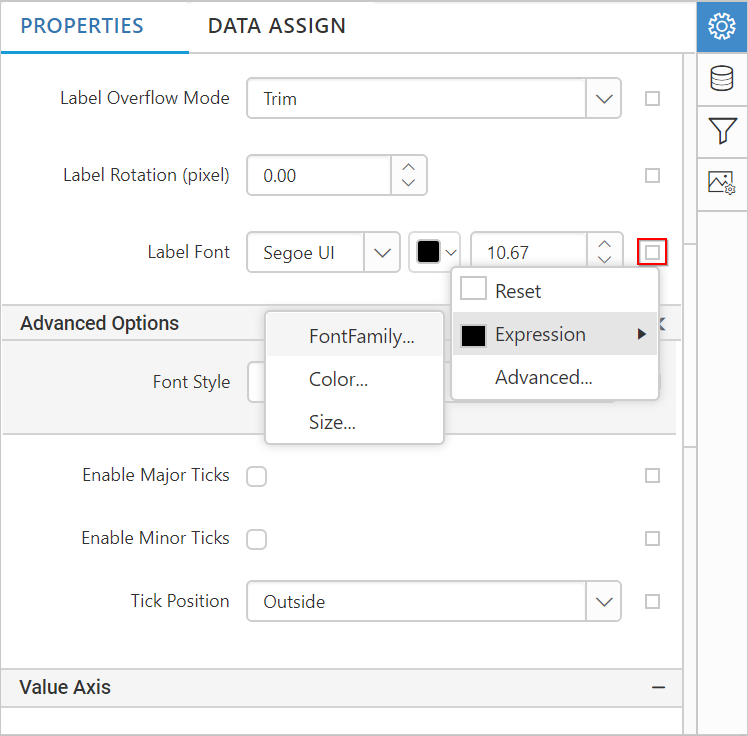 PROPERTIES DATA ASSIGN
Label Overflow Mode Trim
Label Rotation (pixel) 0.00
Label Font Segoe UI 10.67
Reset
Advanced Options
Expression
FontFamily...
Font Style
Advanced...
Color...
Size...
Enable Major Ticks
Enable Minor Ticks
Tick Position Outside
Value Axis